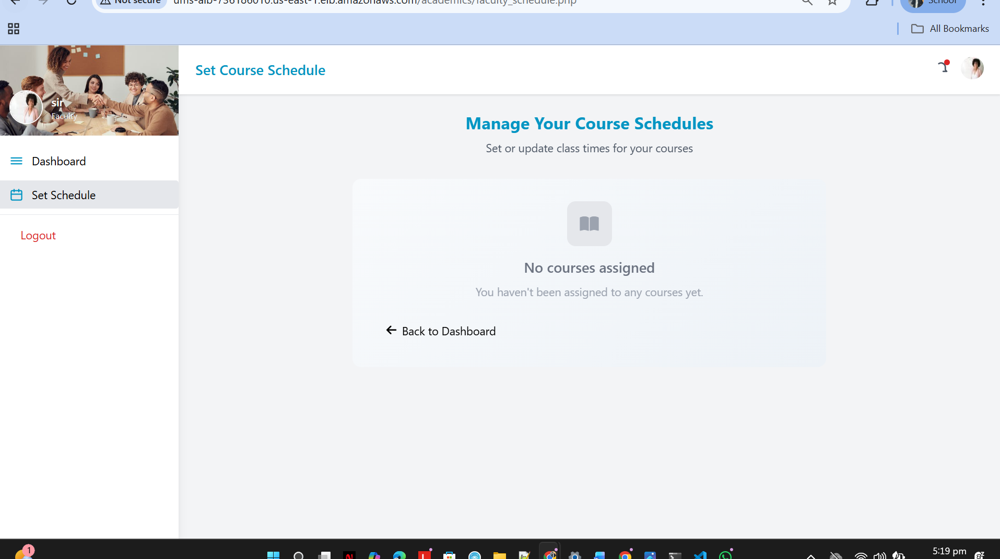 Not secure
ums-alb-736186010.us-east-1.elb.amazonaws.com/academics/faculty_schedule.php
School
All Bookmarks
sir
Faculty
Set Course Schedule
Dashboard
Set Schedule
Logout
Manage Your Course Schedules
Set or update class times for your courses
No courses assigned
You haven't been assigned to any courses yet.
Back to Dashboard
1
5:19 pm